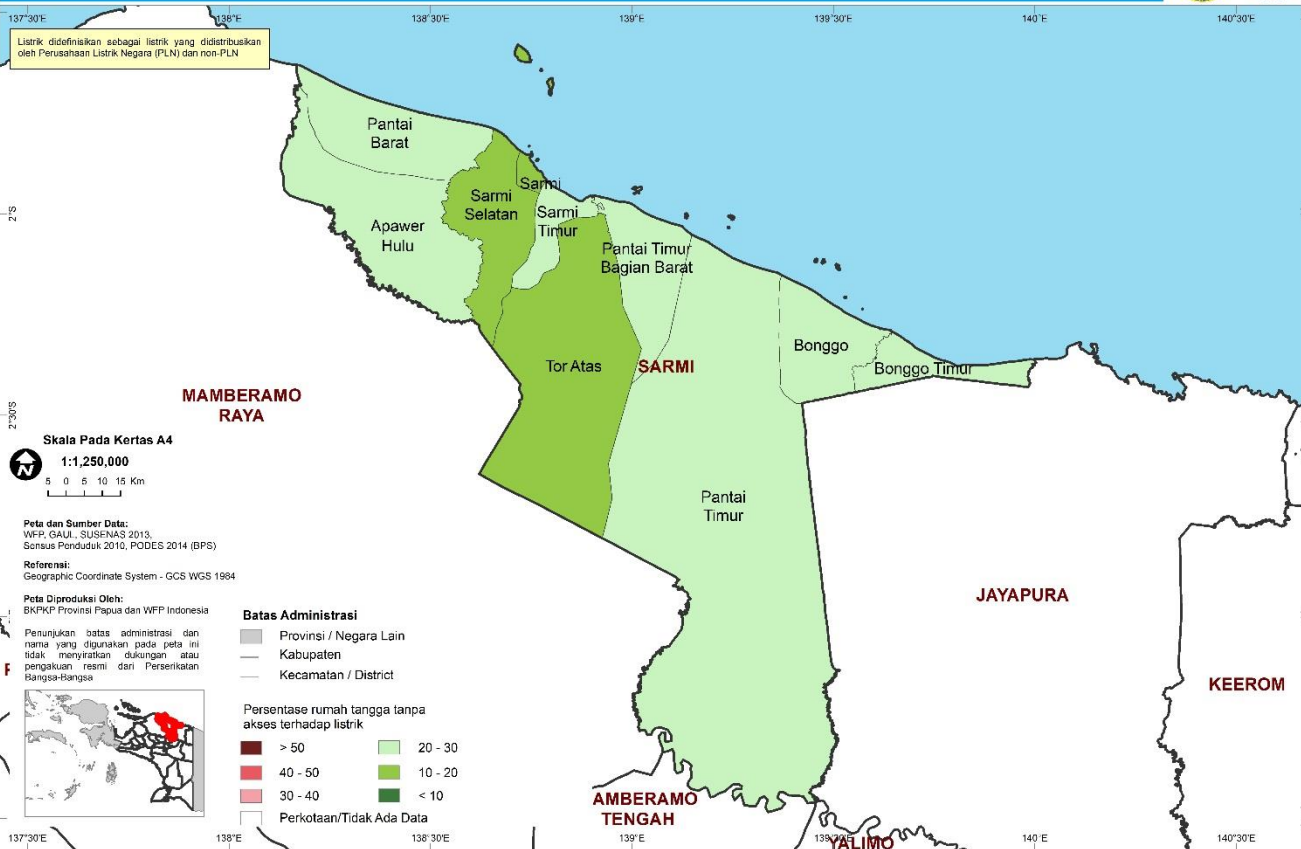 137°30'E 138°E 138°30'E 139°E 139°30'E 140°E 140°30'E
Listrik didefinisikan sebagai listrik yang didistribusikan
oleh Perusahaan Listrik Negara (PLN) dan non-PLN
Pantai
Barat
Sarmi
Sarmi
Selatan
Sarmi
Timur
2°S
Apawer
Hulu
Pantai Timur
Bagian Barat
Bonggo
Tor Atas
SARMI
Bonggo Timur
MAMBERAMO
RAYA
2°30'S
Skala Pada Kertas A4
1:1,250,000
N
5 0 5 10 15 Km
Pantai
Timur
Peta dan Sumber Data:
WFP, GAUL, SUSENAS 2013,
Sensus Penduduk 2010, PODES 2014 (BPS)
Referensi:
Geographic Coordinate System - GCS WGS 1984
Peta Diproduksi Oleh:
BKPKP Provinsi Papua dan WFP Indonesia
JAYAPURA
Penunjukan batas administrasi dan
nama yang digunakan pada peta ini
tidak menyiratkan dukungan atau
pengakuan resmi dari Perserikatan
Bangsa-Bangsa
Batas Administrasi
Provinsi / Negara Lain
Kabupaten
Kecamatan / District
KEEROM
Persentase rumah tangga tanpa
akses terhadap listrik
> 50 20 - 30
40 - 50 10 - 20
30 - 40 < 10
Perkotaan/Tidak Ada Data
AMBERAMO
TENGAH
YALIMO
137°30'E 138°E 138°30'E 139°E 139°30'E 140°E 140°30'E